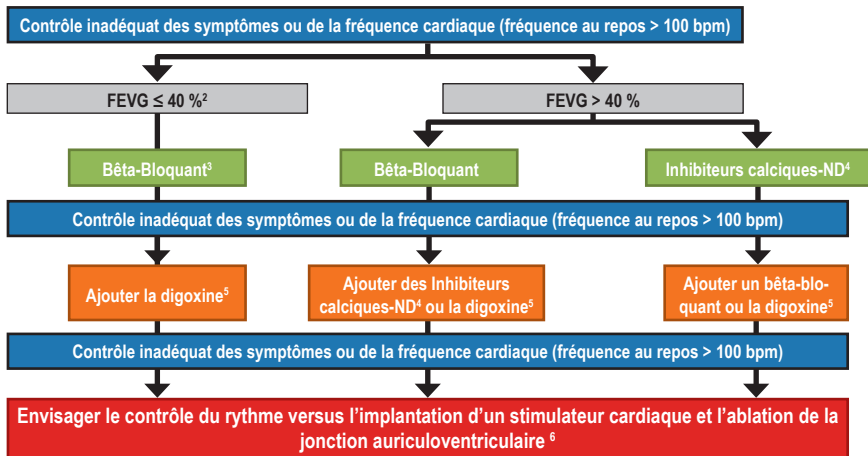 Contrôle inadéquat des symptômes ou de la fréquence cardiaque (fréquence au repos > 100 bpm)
FEVG ≤ 40 %²
FEVG > 40 %
Bêta-Bloquant³
Bêta-Bloquant
Inhibiteurs calciques-ND⁴
Contrôle inadéquat des symptômes ou de la fréquence cardiaque (fréquence au repos > 100 bpm)
Ajouter la digoxine⁵
Ajouter des Inhibiteurs
calciques-ND⁴ ou la digoxine⁵
Ajouter un bêta-blo-
quant ou la digoxine⁵
Contrôle inadéquat des symptômes ou de la fréquence cardiaque (fréquence au repos > 100 bpm)
Envisager le contrôle du rythme versus l’implantation d’un stimulateur cardiaque et l’ablation de la
jonction auriculoventriculaire ⁶